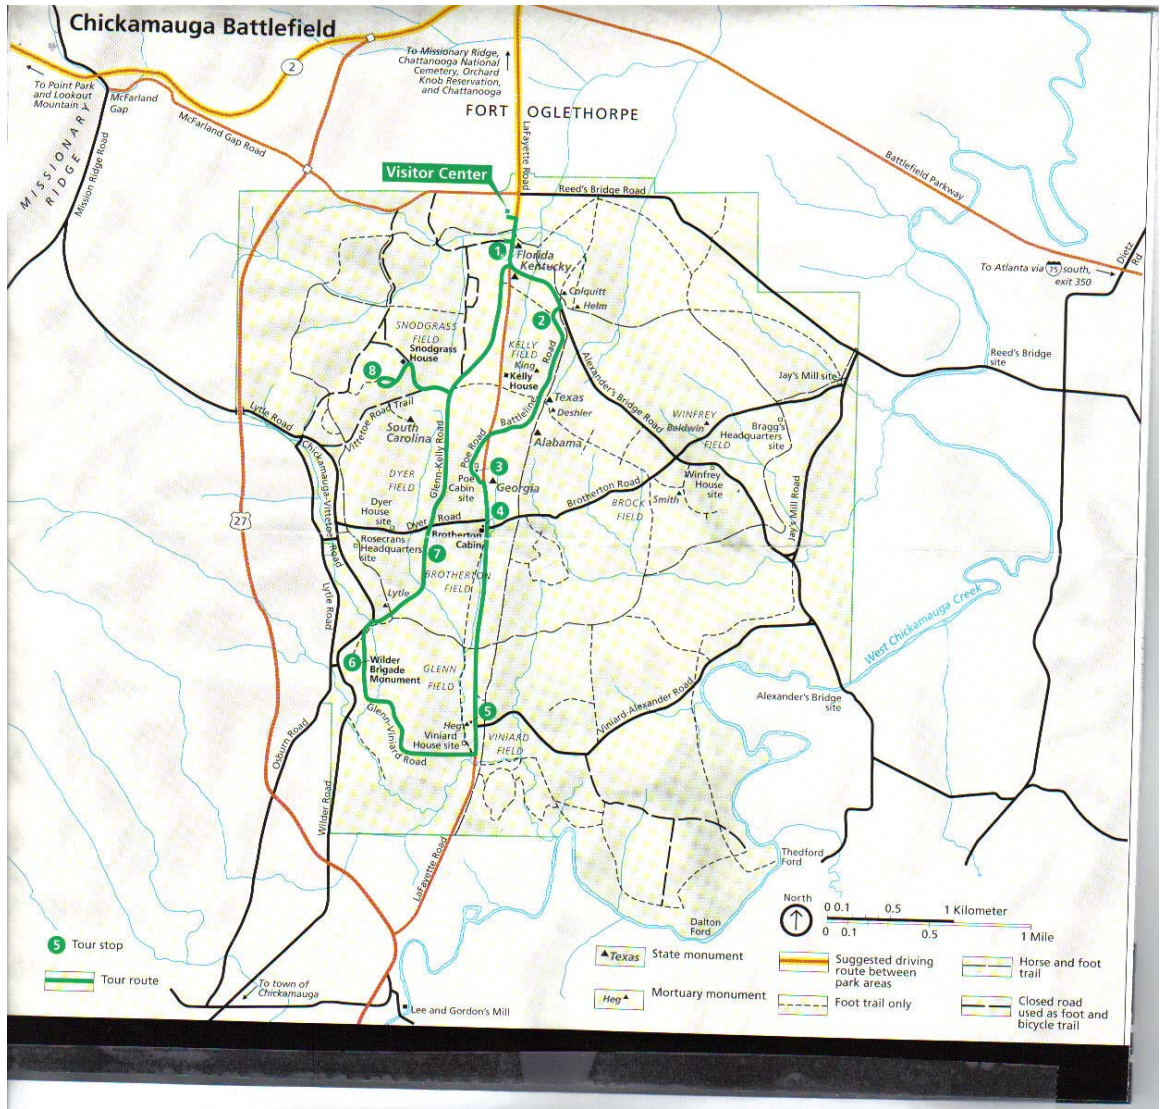 Chickamauga Battlefield
To Missionary Ridge,
Chattanooga National
Cemetery, Orchard
Knob Reservation,
and Chattanooga
2
To Point Park
and Lookout
Mountain
McFarland
Gap
McFarland Gap Road
MISSIONARY
RIDGE
Mission Ridge Road
FORT OGLETHORPE
LaFayette Road
Battlefield Parkway
Visitor Center
Reed's Bridge Road
Dietz
Rd
To Atlanta via 75 south,
exit 350
1
Florida
Kentucky
Colquitt
Helm
2
SNODGRASS
FIELD
Snodgrass
House
KELLY
FIELD
King
Kelly
House
Battleline Road
Alexander's Bridge Road
Reed's Bridge
site
Jay's Mill site
8
Texas
Deshler
WINFREY
Baldwin
FIELD
Bragg's
Headquarters
site
Lytle Road
Vittetoe Road Trail
South
Carolina
Glenn-Kelly Road
Poe Road
Alabama
Chickamauga-Vittetoe Road
DYER
FIELD
3
Poe
Cabin
site
Georgia
Brotherton Road
Winfrey
House
site
Smith
BROCK
FIELD
Jay's Mill Road
Dyer
House
site
Dyer Road
4
27
Rosecrans
Headquarters
site
Brotherton
Cabin
7
BROTHERTON
FIELD
Lytle Road
Lytle
West Chickamauga Creek
6
Wilder
Brigade
Monument
GLENN
FIELD
Viniard-Alexander Road
Alexander's Bridge
site
5
Glenn-Viniard Road
Heg
Viniard
House site
VINIARD
FIELD
Osburn Road
Wilder Road
LaFayette Road
Thedford
Ford
Dalton
Ford
North
0 0.1 0.5 1 Kilometer
0 0.1 0.5 1 Mile
5 Tour stop
Tour route
To town of
Chickamauga
Lee and Gordon's Mill
Texas State monument
Heg Mortuary monument
Suggested driving
route between
park areas
Foot trail only
Horse and foot
trail
Closed road
used as foot and
bicycle trail